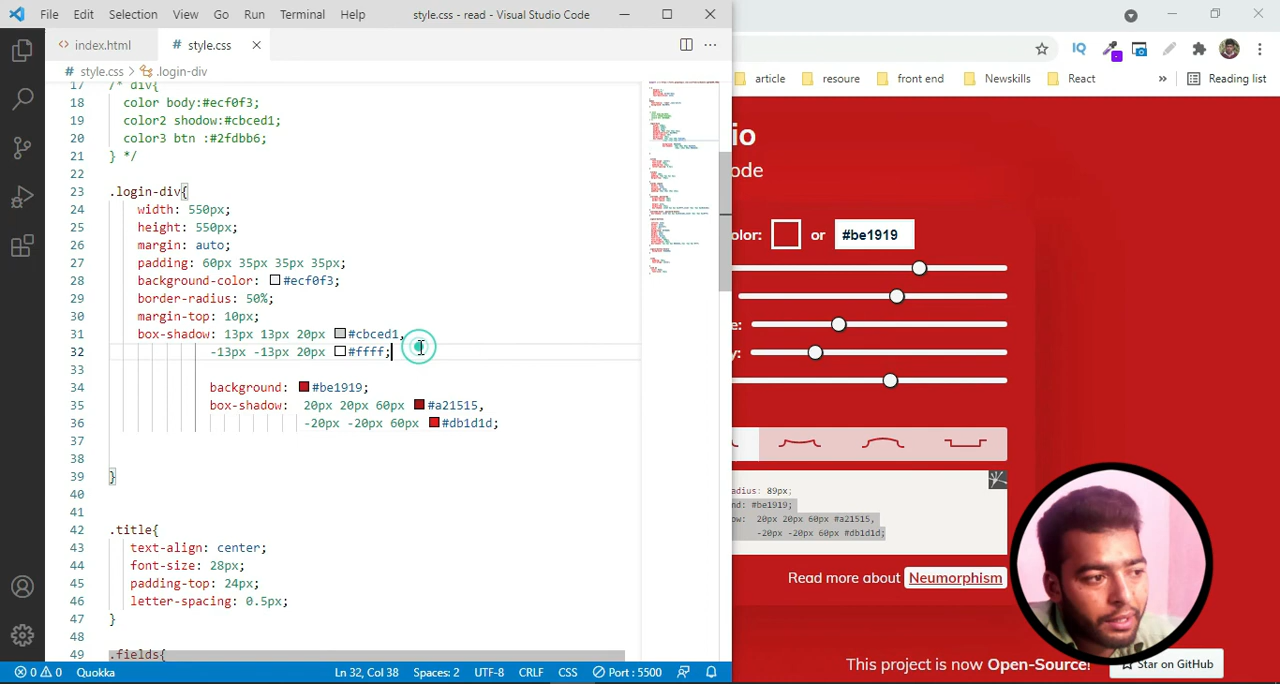 File Edit Selection View Go Run Terminal Help style.css - read - Visual Studio Code
index.html
style.css
style.css > .login-div
article
resoure
front end
Newskills
React
»
Reading list
17 /* div{
18 color body:#ecf0f3;
19 color2 shodow:#cbced1;
20 color3 btn :#2fdbb6;
21 } */
22
23 .login-div{
24 width: 550px;
25 height: 550px;
26 margin: auto;
27 padding: 60px 35px 35px 35px;
28 background-color: #ecf0f3;
29 border-radius: 50%;
30 margin-top: 10px;
31 box-shadow: 13px 13px 20px #cbced1,
32 -13px -13px 20px #ffff;
33
34 background: #be1919;
35 box-shadow: 20px 20px 60px #a21515,
36 -20px -20px 60px #db1d1d;
37
38
39 }
40
41
42 .title{
43 text-align: center;
44 font-size: 28px;
45 padding-top: 24px;
46 letter-spacing: 0.5px;
47 }
48
49 .fields{
io
ode
olor: or #be1919
e:
y:
adius: 89px;
nd: #be1919;
ow: 20px 20px 60px #a21515,
-20px -20px 60px #db1d1d;
Read more about Neumorphism
This project is now Open-Source!
Star on GitHub
0 0 Quokka Ln 32, Col 38 Spaces: 2 UTF-8 CRLF CSS Port : 5500